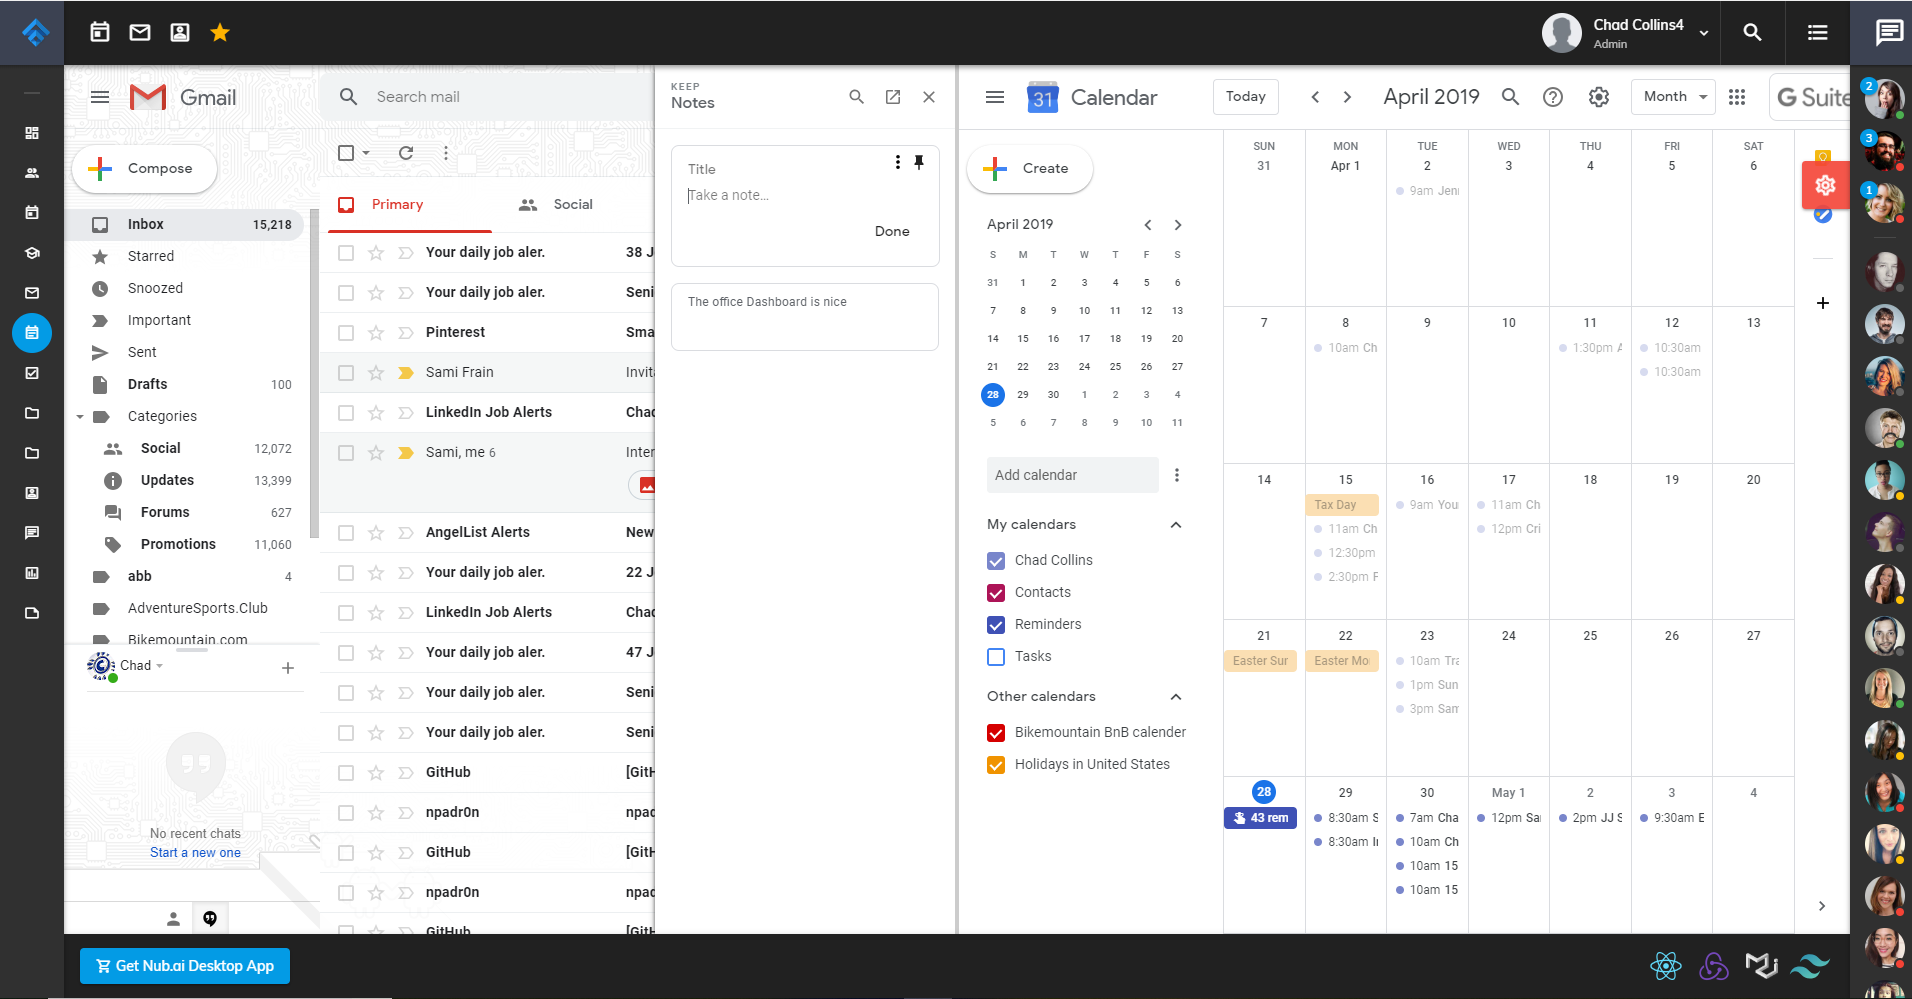 Chad Collins4
Admin
Gmail
Search mail
KEEP
Notes
31
Calendar
Today
April 2019
Month
G Suite
Compose
Title
Take a note...
Done
The office Dashboard is nice
Create
Inbox 15,218
Starred
Snoozed
Important
Sent
Drafts 100
Categories
Social 12,072
Updates 13,399
Forums 627
Promotions 11,060
abb 4
AdventureSports.Club
Bikemountain.com
Chad
No recent chats
Start a new one
Primary
Social
Your daily job aler. 38 J
Your daily job aler. Seni
Pinterest Sma
Sami Frain Invit
LinkedIn Job Alerts Chad
Sami, me 6 Inter
AngelList Alerts New
Your daily job aler. 22 J
LinkedIn Job Alerts Chad
Your daily job aler. 47 J
Your daily job aler. Seni
Your daily job aler. Seni
GitHub [GitH
npadr0n npad
GitHub [GitH
npadr0n npad
GitHub [GitH
April 2019
S M T W T F S
31 1 2 3 4 5 6
7 8 9 10 11 12 13
14 15 16 17 18 19 20
21 22 23 24 25 26 27
28 29 30 1 2 3 4
5 6 7 8 9 10 11
Add calendar
My calendars
Chad Collins
Contacts
Reminders
Tasks
Other calendars
Bikemountain BnB calender
Holidays in United States
SUN MON TUE WED THU FRI SAT
31 Apr 1 2 3 4 5 6
9am Jenn
7 8 9 10 11 12 13
10am Ch
1:30pm A
10:30am
10:30am
14 15 16 17 18 19 20
Tax Day
11am Ch
12:30pm
2:30pm F
9am You
11am Ch
12pm Cri
21 22 23 24 25 26 27
Easter Sun
Easter Mo
10am Tra
1pm Sun
3pm Sam
28 29 30 May 1 2 3 4
43 rem
8:30am S
8:30am I
7am Cha
10am Ch
10am 15
10am 15
12pm Sa
2pm JJ S
9:30am E
2
3
1
Get Nub.ai Desktop App